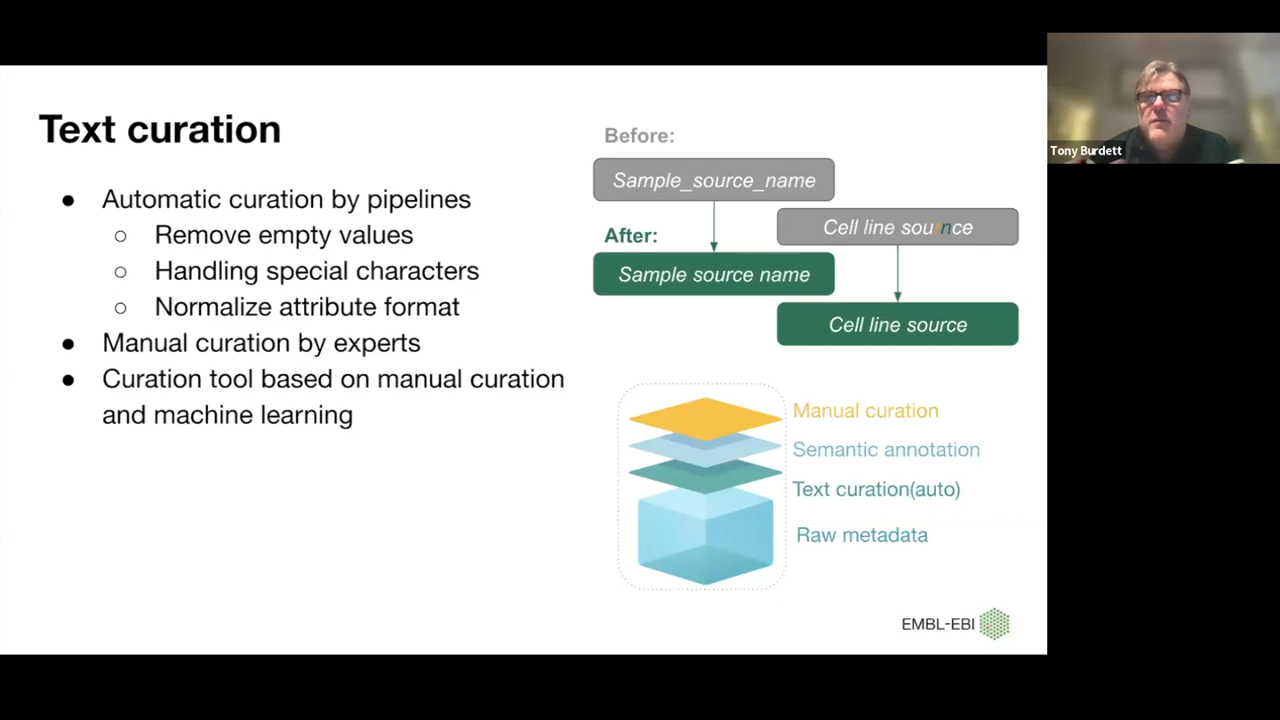 Text curation
● Automatic curation by pipelines
○ Remove empty values
○ Handling special characters
○ Normalize attribute format
● Manual curation by experts
● Curation tool based on manual curation
and machine learning
Before:
Sample_source_name
Cell line sournce
After:
Sample source name
Cell line source
Manual curation
Semantic annotation
Text curation(auto)
Raw metadata
EMBL-EBI
Tony Burdett